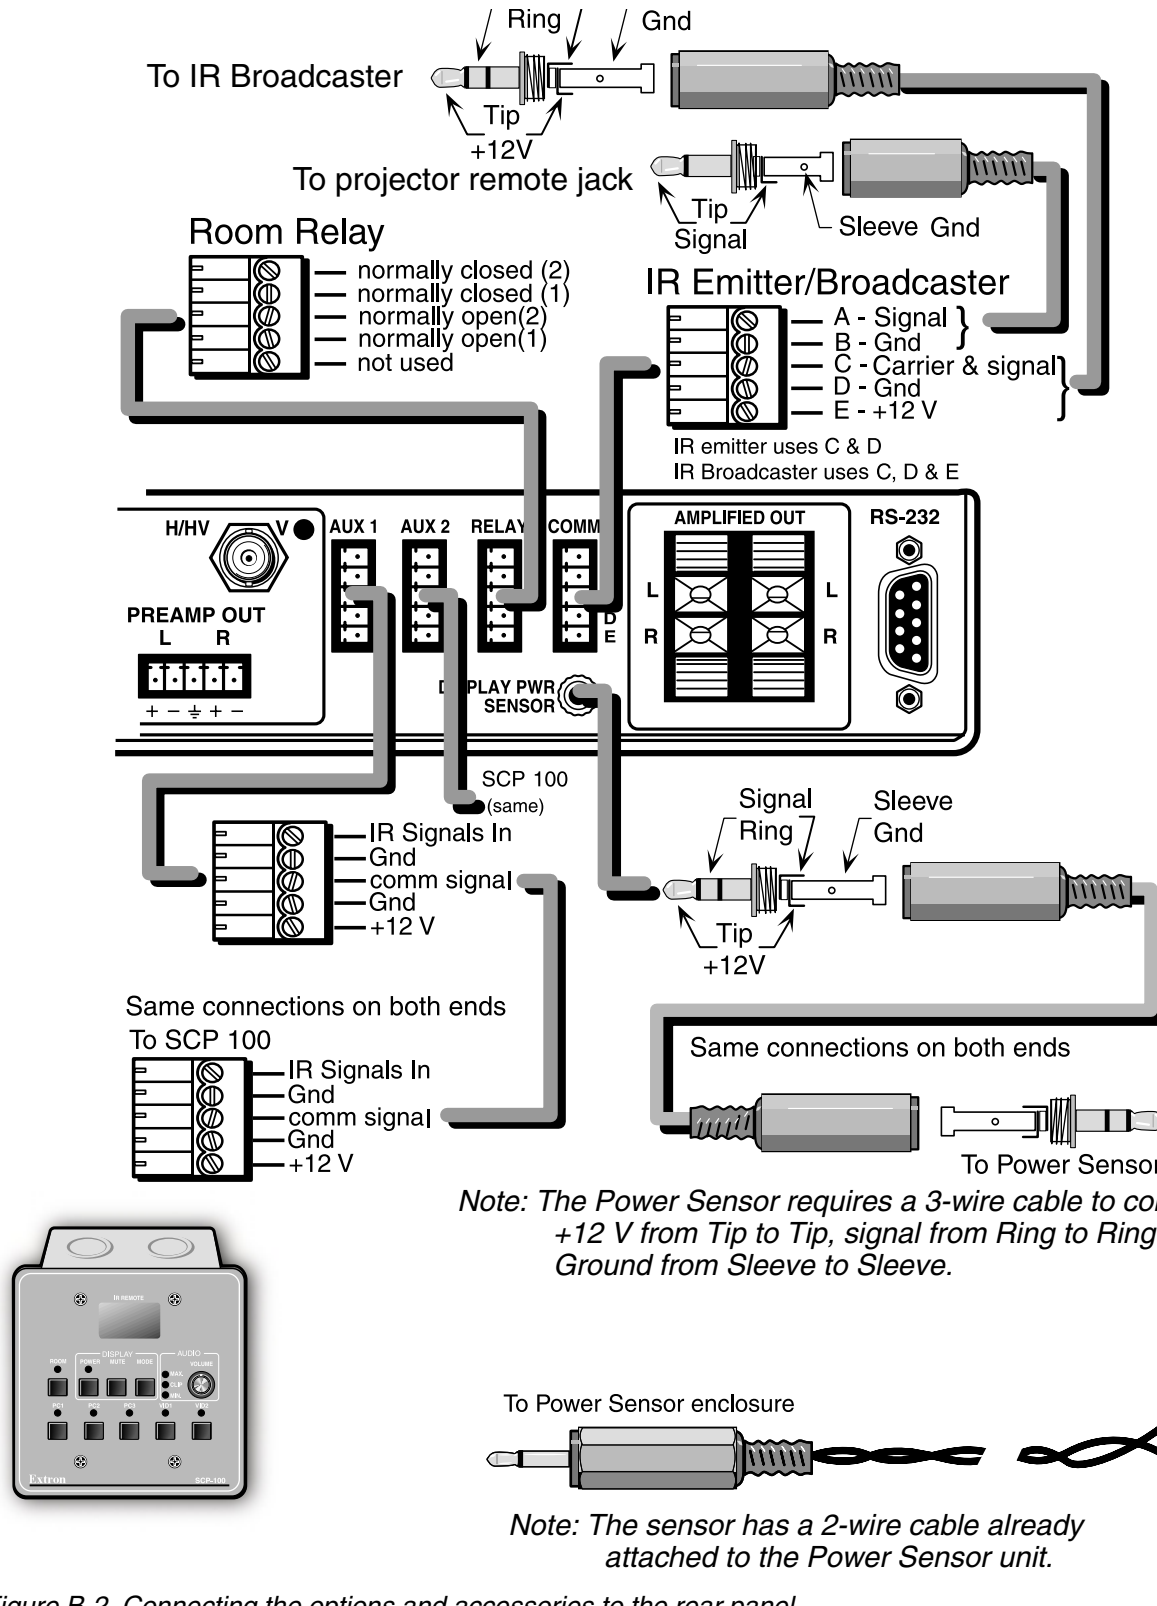 Ring
Gnd
To IR Broadcaster
Tip
+12V
To projector remote jack
Tip
Signal
Sleeve Gnd
Room Relay
normally closed (2)
normally closed (1)
normally open(2)
normally open(1)
not used
IR Emitter/Broadcaster
A - Signal
B - Gnd
C - Carrier & signal
D - Gnd
E - +12 V
IR emitter uses C & D
IR Broadcaster uses C, D & E
H/HV
V
AUX 1
AUX 2
RELAY
COMM
AMPLIFIED OUT
RS-232
L
L
R
R
D
E
PREAMP OUT
L R
+ − + −
DISPLAY PWR
SENSOR
SCP 100
(same)
IR Signals In
Gnd
comm signal
Gnd
+12 V
Signal
Ring
Sleeve
Gnd
Tip
+12V
Same connections on both ends
To SCP 100
IR Signals In
Gnd
comm signal
Gnd
+12 V
Same connections on both ends
To Power Sensor
Note: The Power Sensor requires a 3-wire cable to
+12 V from Tip to Tip, signal from Ring to Ring
Ground from Sleeve to Sleeve.
IR REMOTE
DISPLAY
AUDIO
ROOM
POWER
MUTE
MODE
VOLUME
MAX.
CLIP
MIN.
PC1
PC2
PC3
VID1
VID2
Extron
SCP-100
To Power Sensor enclosure
Note: The sensor has a 2-wire cable already
attached to the Power Sensor unit.
Figure B-2. Connecting the options and accessories to the rear panel